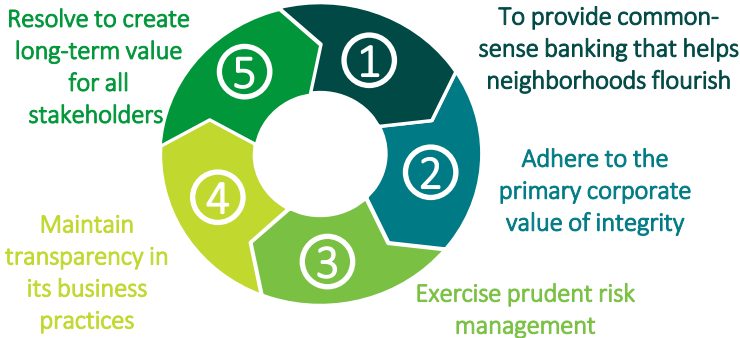 ①
To provide common-
sense banking that helps
neighborhoods flourish
②
Adhere to the
primary corporate
value of integrity
③
Exercise prudent risk
management
④
Maintain
transparency in
its business
practices
⑤
Resolve to create
long-term value
for all
stakeholders